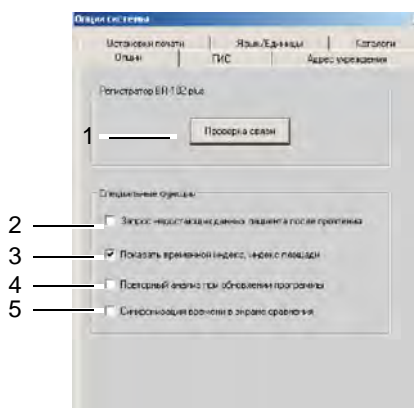 Опции системы
Установки печати Язык/Единицы Каталоги
Опции ГИС Адрес учреждения
Регистратор BR-102 plus
1 Проверка связи
Специальные функции
2 Запрос недостающих данных пациента после прочтения
3 Показать временной индекс, индекс площади
4 Повторный анализ при обновлении программы
5 Синхронизация времени в экране сравнения